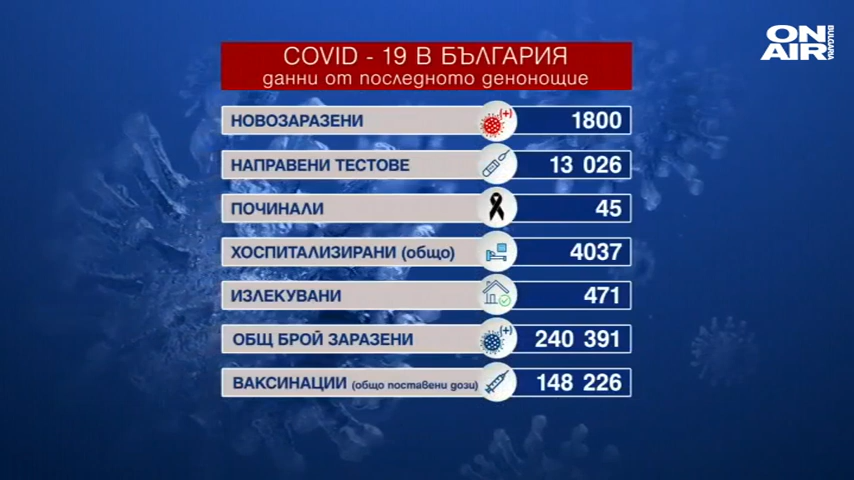 COVID - 19 В БЪЛГАРИЯ
данни от последното денонощие
НОВОЗАРАЗЕНИ (+) 1800
НАПРАВЕНИ ТЕСТОВЕ 13 026
ПОЧИНАЛИ 45
ХОСПИТАЛИЗИРАНИ (общо) 4037
ИЗЛЕКУВАНИ 471
ОБЩ БРОЙ ЗАРАЗЕНИ (+) 240 391
ВАКСИНАЦИИ (общо поставени дози) 148 226
ON
AIR
BULGARIA